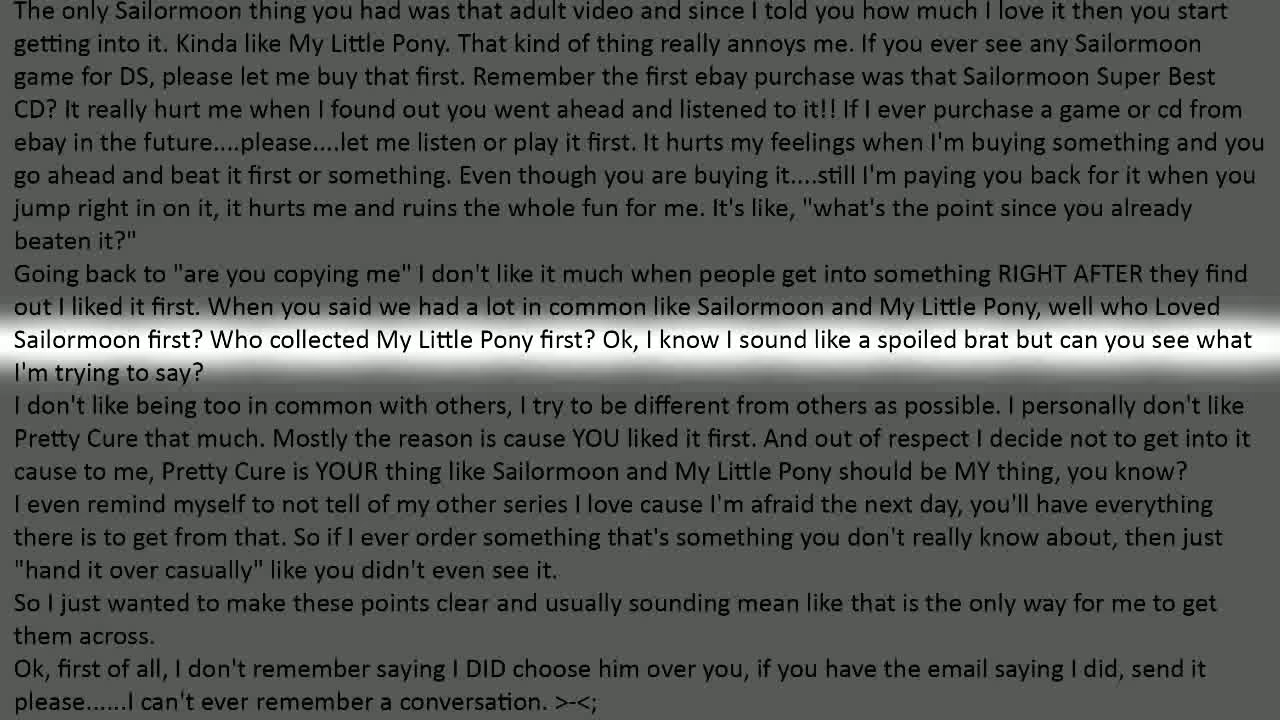 The only Sailormoon thing you had was that adult video and since I told you how much I love it then you start
getting into it. Kinda like My Little Pony. That kind of thing really annoys me. If you ever see any Sailormoon
game for DS, please let me buy that first. Remember the first ebay purchase was that Sailormoon Super Best
CD? It really hurt me when I found out you went ahead and listened to it!! If I ever purchase a game or cd from
ebay in the future....please....let me listen or play it first. It hurts my feelings when I'm buying something and you
go ahead and beat it first or something. Even though you are buying it....still I'm paying you back for it when you
jump right in on it, it hurts me and ruins the whole fun for me. It's like, "what's the point since you already
beaten it?"
Going back to "are you copying me" I don't like it much when people get into something RIGHT AFTER they find
out I liked it first. When you said we had a lot in common like Sailormoon and My Little Pony, well who Loved
Sailormoon first? Who collected My Little Pony first? Ok, I know I sound like a spoiled brat but can you see what
I'm trying to say?
I don't like being too in common with others, I try to be different from others as possible. I personally don't like
Pretty Cure that much. Mostly the reason is cause YOU liked it first. And out of respect I decide not to get into it
cause to me, Pretty Cure is YOUR thing like Sailormoon and My Little Pony should be MY thing, you know?
I even remind myself to not tell of my other series I love cause I'm afraid the next day, you'll have everything
there is to get from that. So if I ever order something that's something you don't really know about, then just
"hand it over casually" like you didn't even see it.
So I just wanted to make these points clear and usually sounding mean like that is the only way for me to get
them across.
Ok, first of all, I don't remember saying I DID choose him over you, if you have the email saying I did, send it
please......I can't ever remember a conversation. >-<;